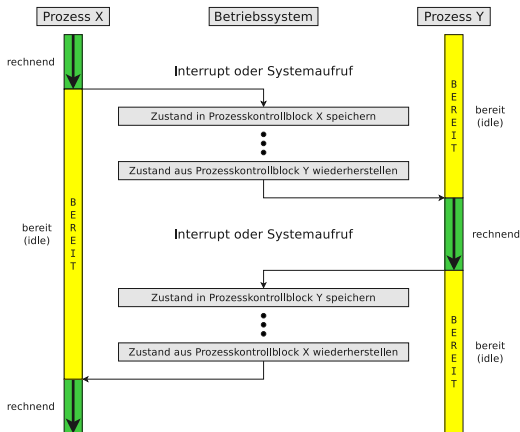 Prozess X
Betriebssystem
Prozess Y
rechnend
Interrupt oder Systemaufruf
Zustand in Prozesskontrollblock X speichern
BEREIT
bereit
(idle)
Zustand aus Prozesskontrollblock Y wiederherstellen
BEREIT
bereit
(idle)
Interrupt oder Systemaufruf
rechnend
Zustand in Prozesskontrollblock Y speichern
Zustand aus Prozesskontrollblock X wiederherstellen
BEREIT
bereit
(idle)
rechnend